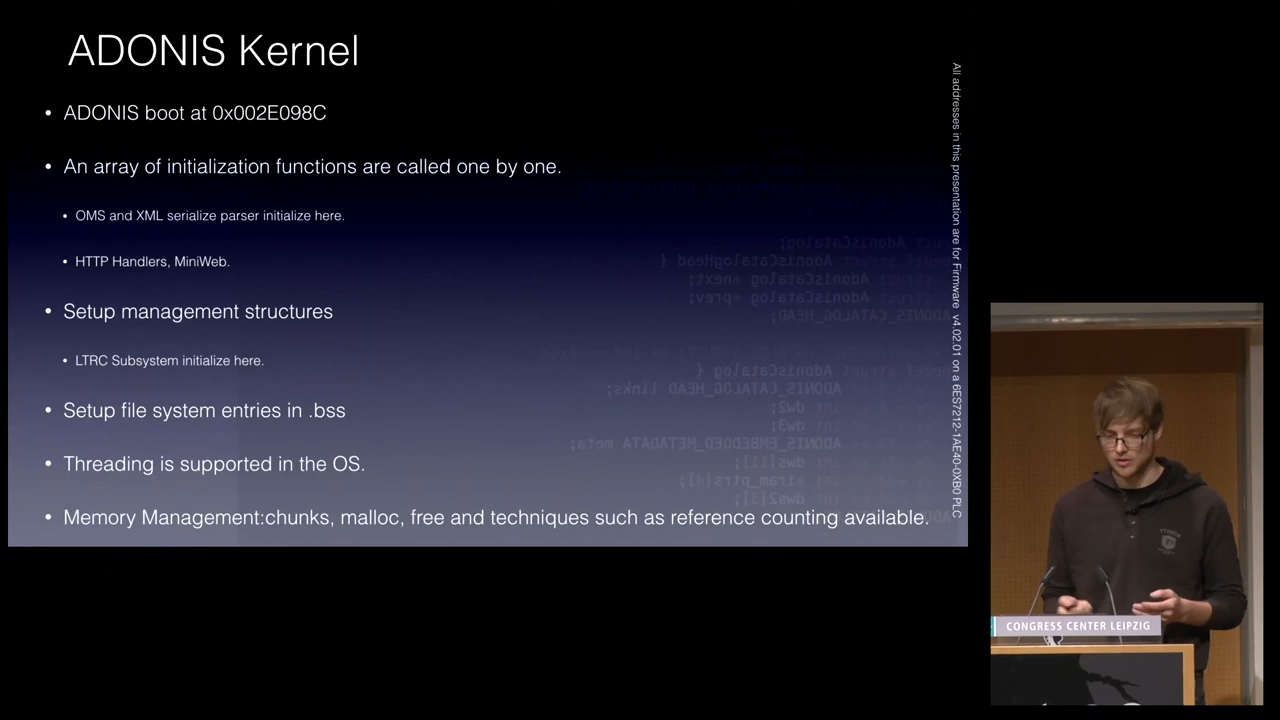 ADONIS Kernel
• ADONIS boot at 0x002E098C
• An array of initialization functions are called one by one.
• OMS and XML serialize parser initialize here.
• HTTP Handlers, MiniWeb.
• Setup management structures
• LTRC Subsystem initialize here.
• Setup file system entries in .bss
• Threading is supported in the OS.
• Memory Management:chunks, malloc, free and techniques such as reference counting available.
All addresses in this presentation are for Firmware v4.02.01 on a 6ES7212-1AE40-0XB0 PLC
CONGRESS CENTER LEIPZIG